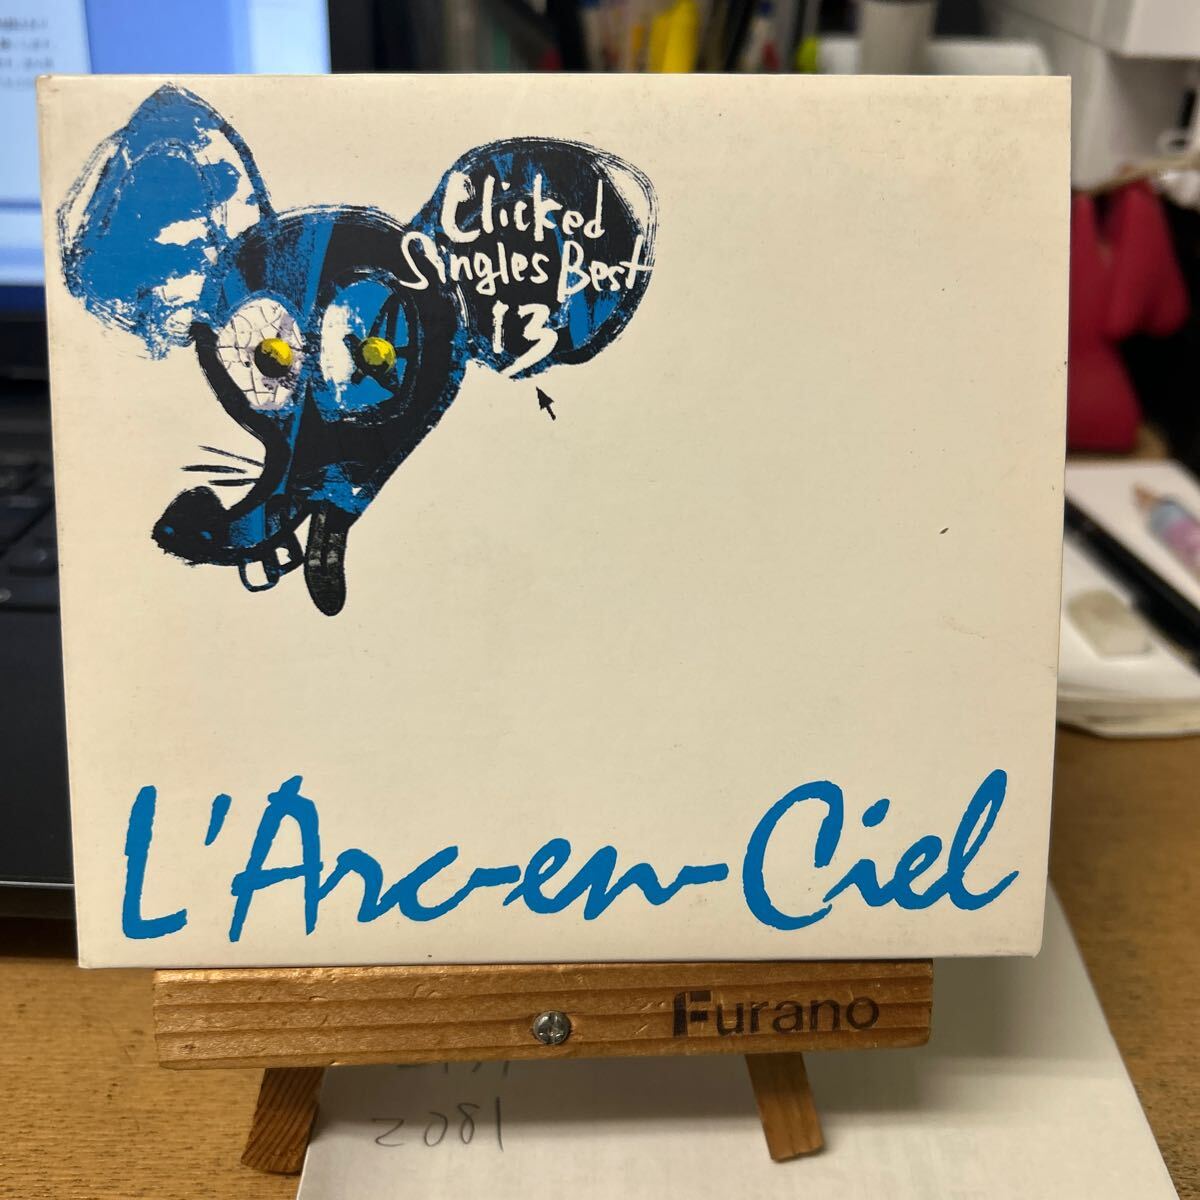 Clicked
Singles Best
13
L'Arc-en-Ciel
Furano
2081